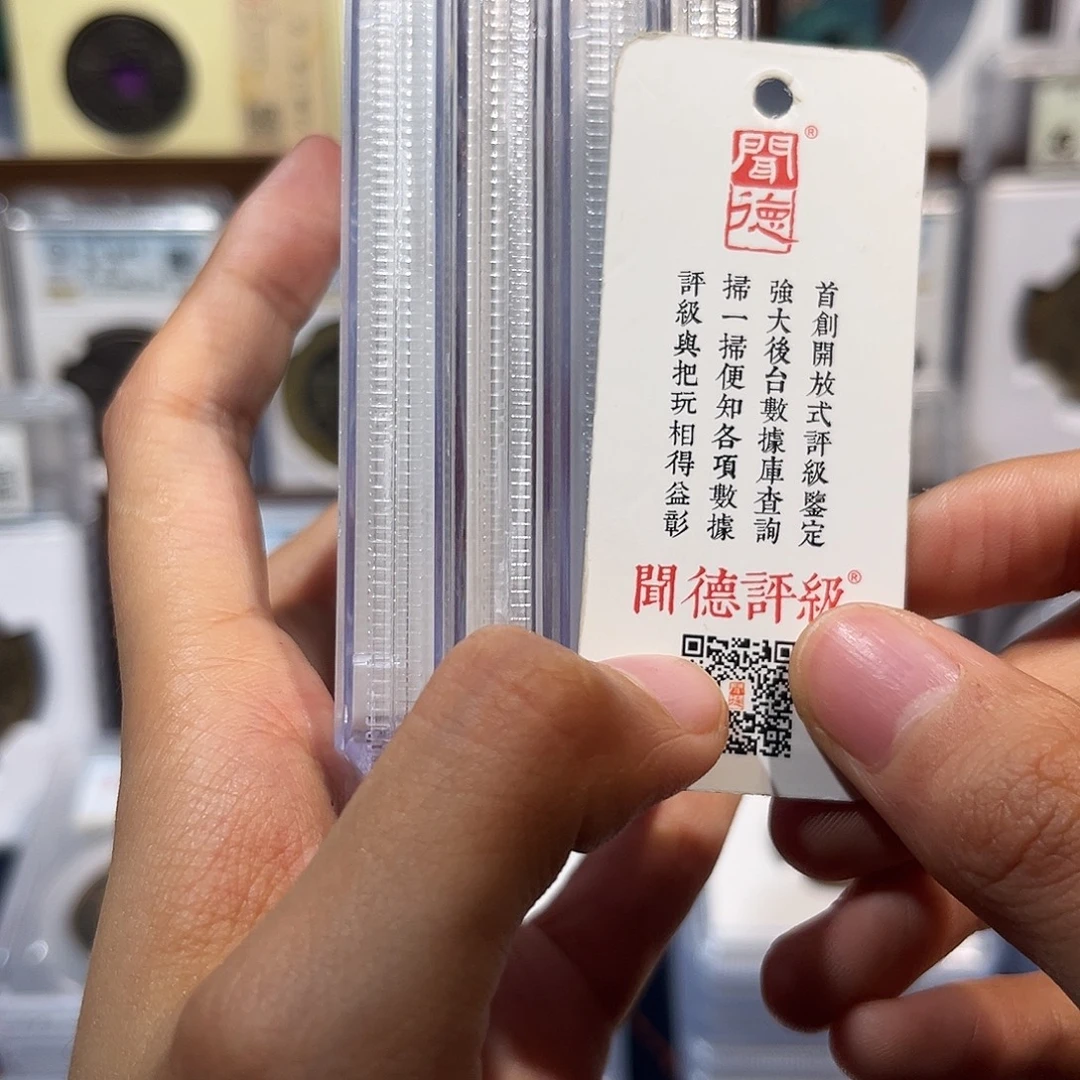 聞德®
首創開放式評級鑒定
強大後台數據庫查詢
掃一掃便知各項數據
評級與把玩相得益彰
聞德評級®